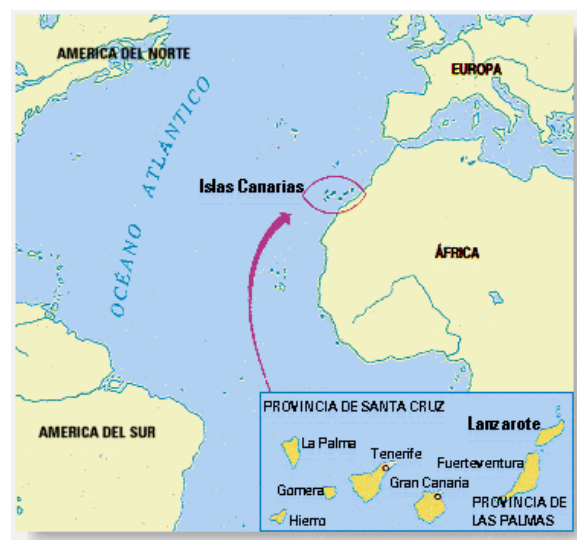 AMERICA DEL NORTE
EUROPA
OCÉANO ATLÁNTICO
Islas Canarias
ÁFRICA
AMERICA DEL SUR
PROVINCIA DE SANTA CRUZ
Lanzarote
La Palma
Tenerife
Fuerteventura
Gomera
Gran Canaria
Hierro
PROVINCIA DE
LAS PALMAS